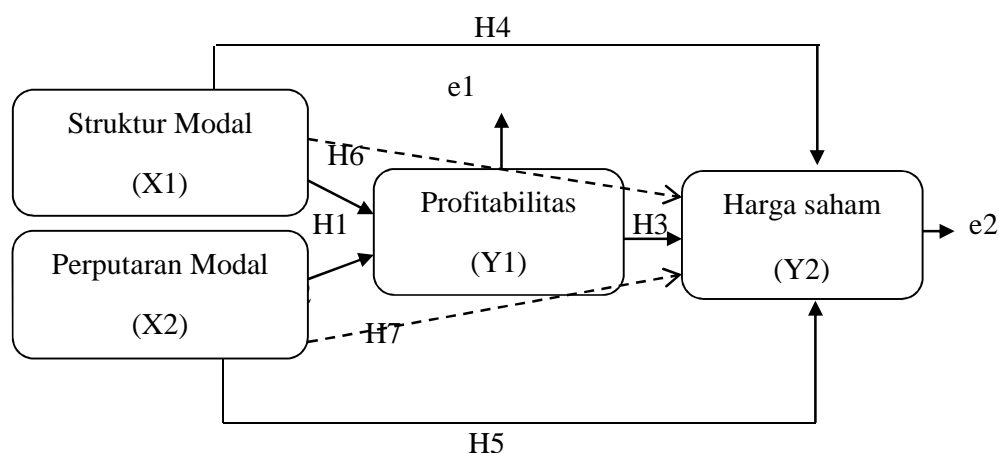 H4
e1
Struktur Modal
(X1)
H6
Profitabilitas
(Y1)
H1
H3
Harga saham
(Y2)
e2
Perputaran Modal
(X2)
H7
H5